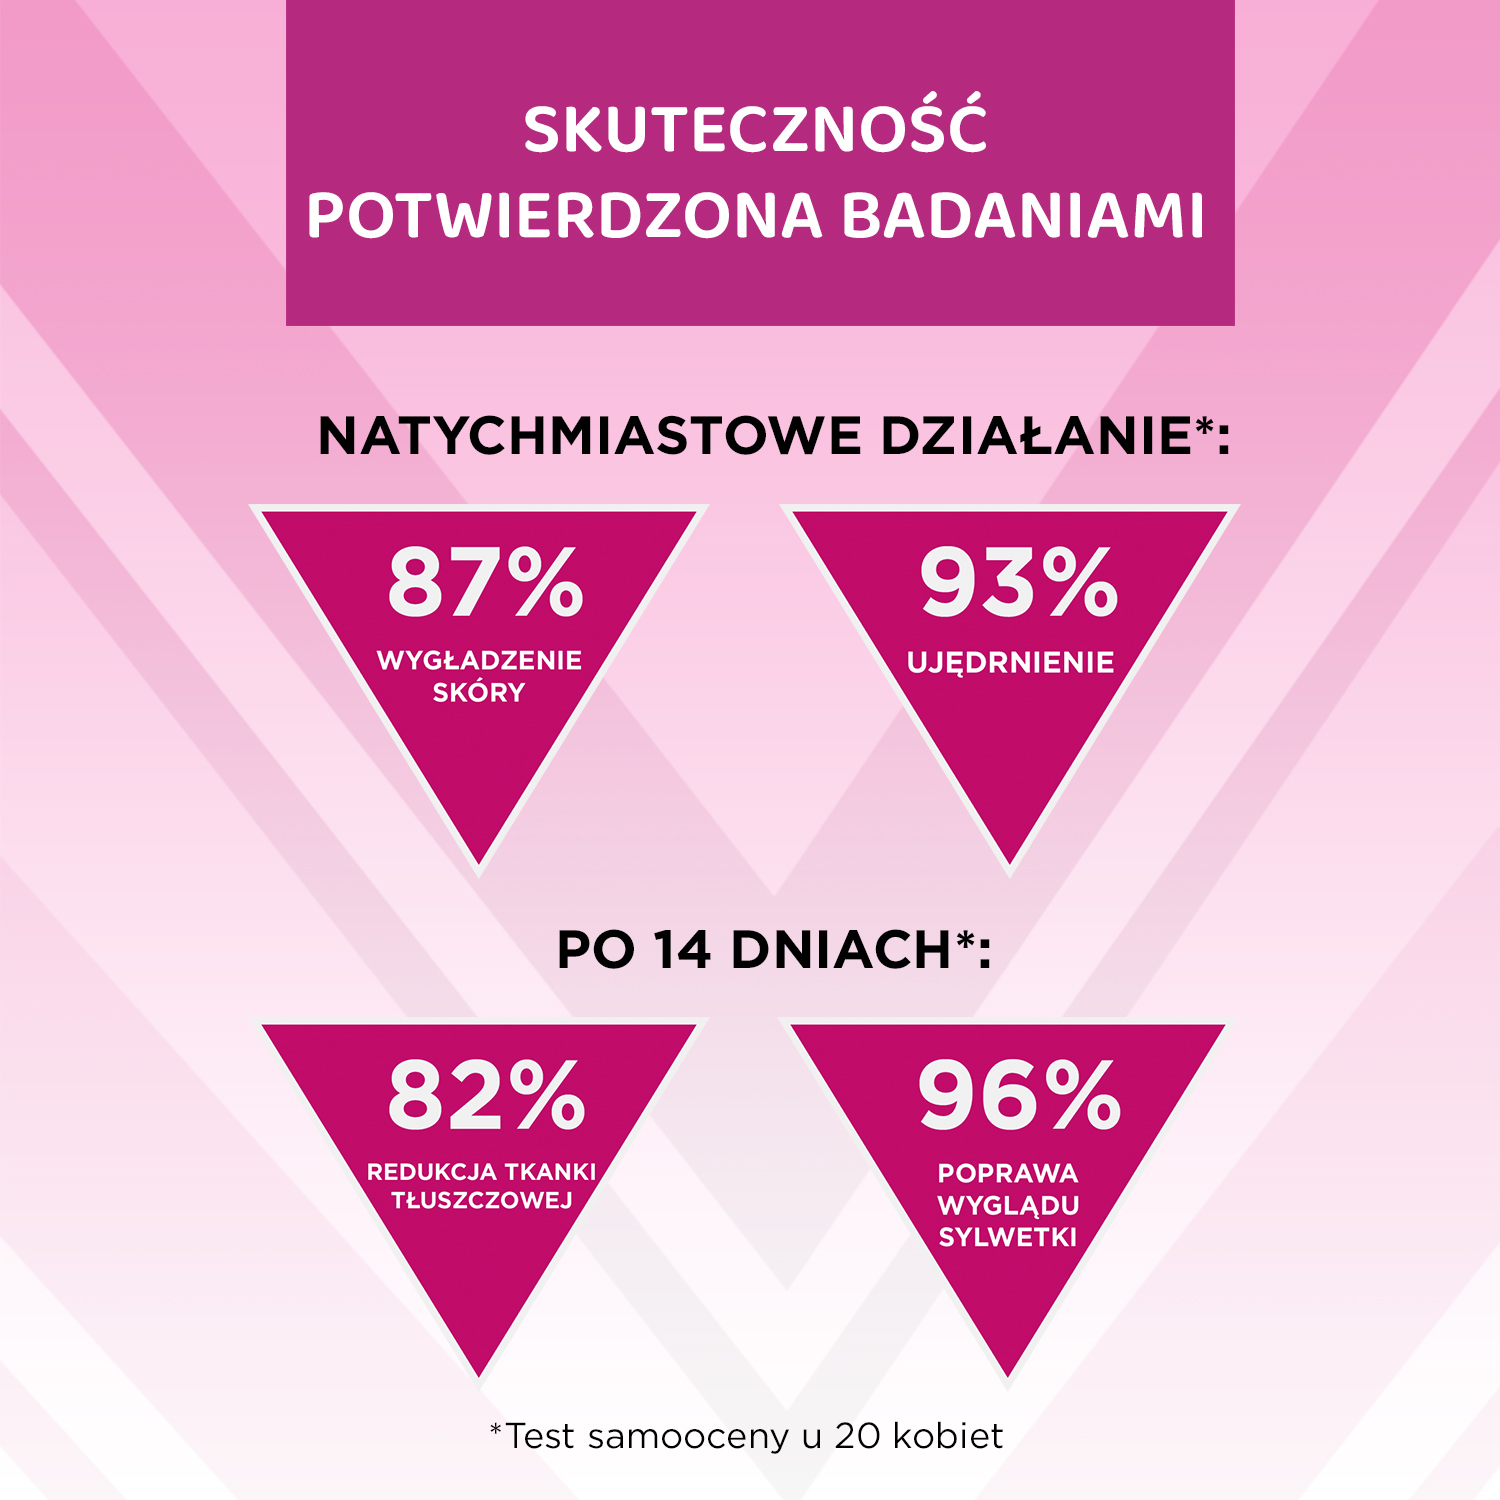 SKUTECZNOŚĆ
POTWIERDZONA BADANIAMI
NATYCHMIASTOWE DZIAŁANIE*:
87%
WYGŁADZENIE
SKÓRY
93%
UJĘDRNIENIE
PO 14 DNIACH*:
82%
REDUKCJA TKANKI
TŁUSZCZOWEJ
96%
POPRAWA
WYGLĄDU
SYLWETKI
*Test samooceny u 20 kobiet